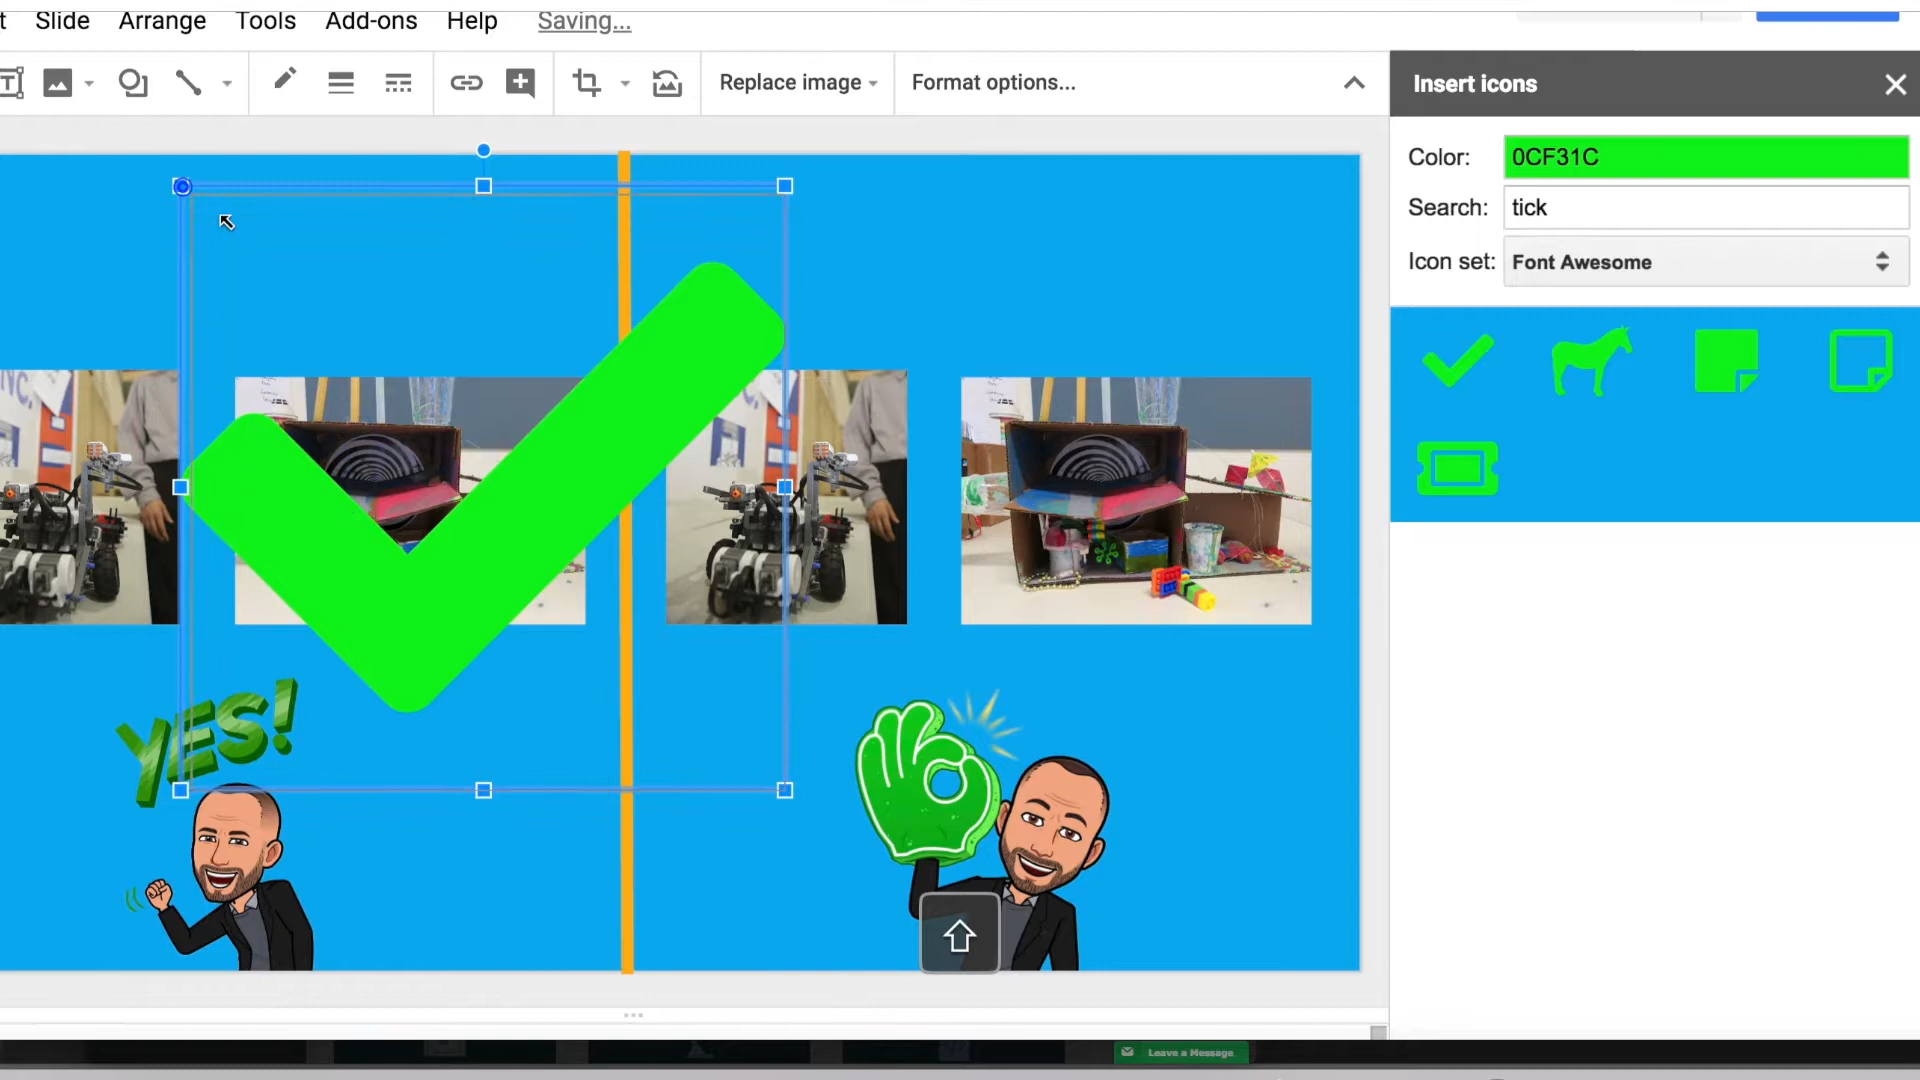 Slide Arrange Tools Add-ons Help Saving...
Replace image Format options...
Insert icons
Color: 0CF31C
Search: tick
Icon set: Font Awesome
YES!
Leave a Message